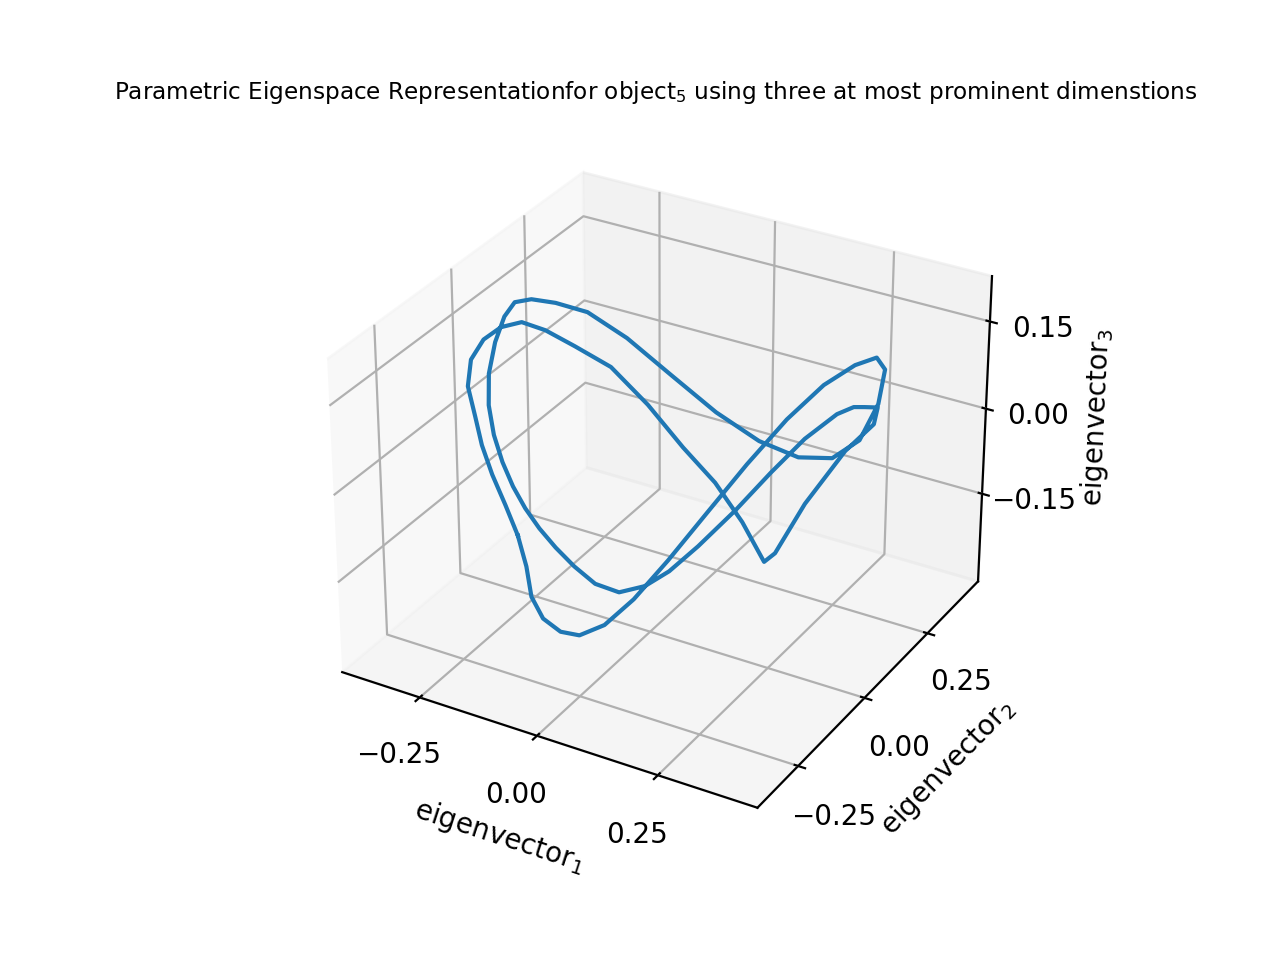 Parametric Eigenspace Representationfor object₅ using three at most prominent dimenstions
0.15
0.00
−0.15
eigenvector₃
0.25
0.00
−0.25
eigenvector₂
−0.25
0.00
0.25
eigenvector₁